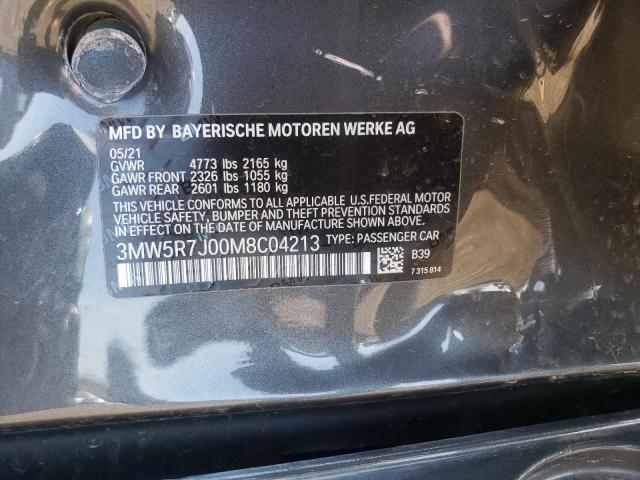 MFD BY BAYERISCHE MOTOREN WERKE AG
05/21
GVWR 4773 lbs 2165 kg
GAWR FRONT 2326 lbs 1055 kg
GAWR REAR 2601 lbs 1180 kg
THIS VEHICLE CONFORMS TO ALL APPLICABLE U.S.FEDERAL MOTOR
VEHICLE SAFETY, BUMPER AND THEFT PREVENTION STANDARDS
IN EFFECT ON THE DATE OF MANUFACTURE SHOWN ABOVE.
3MW5R7J00M8C04213 TYPE: PASSENGER CAR
B39
7 315 814